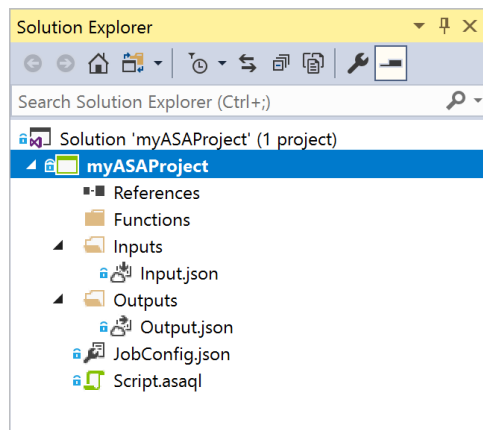 Solution Explorer
Search Solution Explorer (Ctrl+;)
Solution 'myASAProject' (1 project)
myASAProject
References
Functions
Inputs
Input.json
Outputs
Output.json
JobConfig.json
Script.asaql